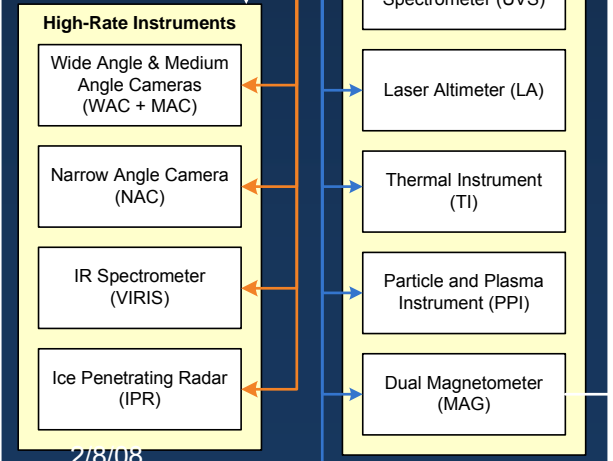 High-Rate Instruments
Wide Angle & Medium
Angle Cameras
(WAC + MAC)
Narrow Angle Camera
(NAC)
IR Spectrometer
(VIRIS)
Ice Penetrating Radar
(IPR)
Spectrometer (UVS)
Laser Altimeter (LA)
Thermal Instrument
(TI)
Particle and Plasma
Instrument (PPI)
Dual Magnetometer
(MAG)
2/8/08